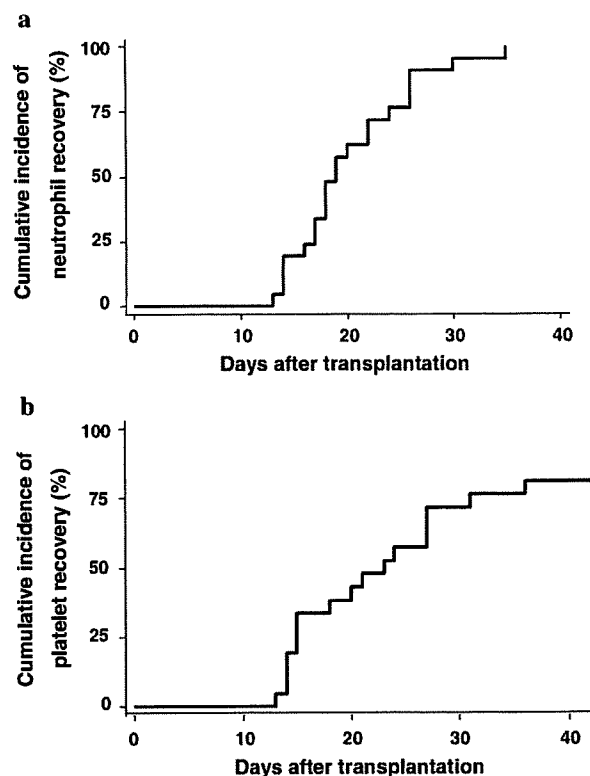 a
Cumulative incidence of
neutrophil recovery (%)
100
75
50
25
0
0 10 20 30 40
Days after transplantation
b
Cumulative incidence of
platelet recovery (%)
100
75
50
25
0
0 10 20 30 40
Days after transplantation